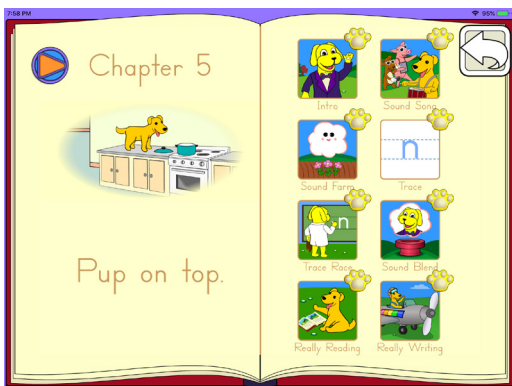 7:58 PM
95%
Chapter 5
Pup on top.
Intro
Sound Song
Sound Farm
n
Trace
n
Trace Race
Sound Blend
Really Reading
Really Writing